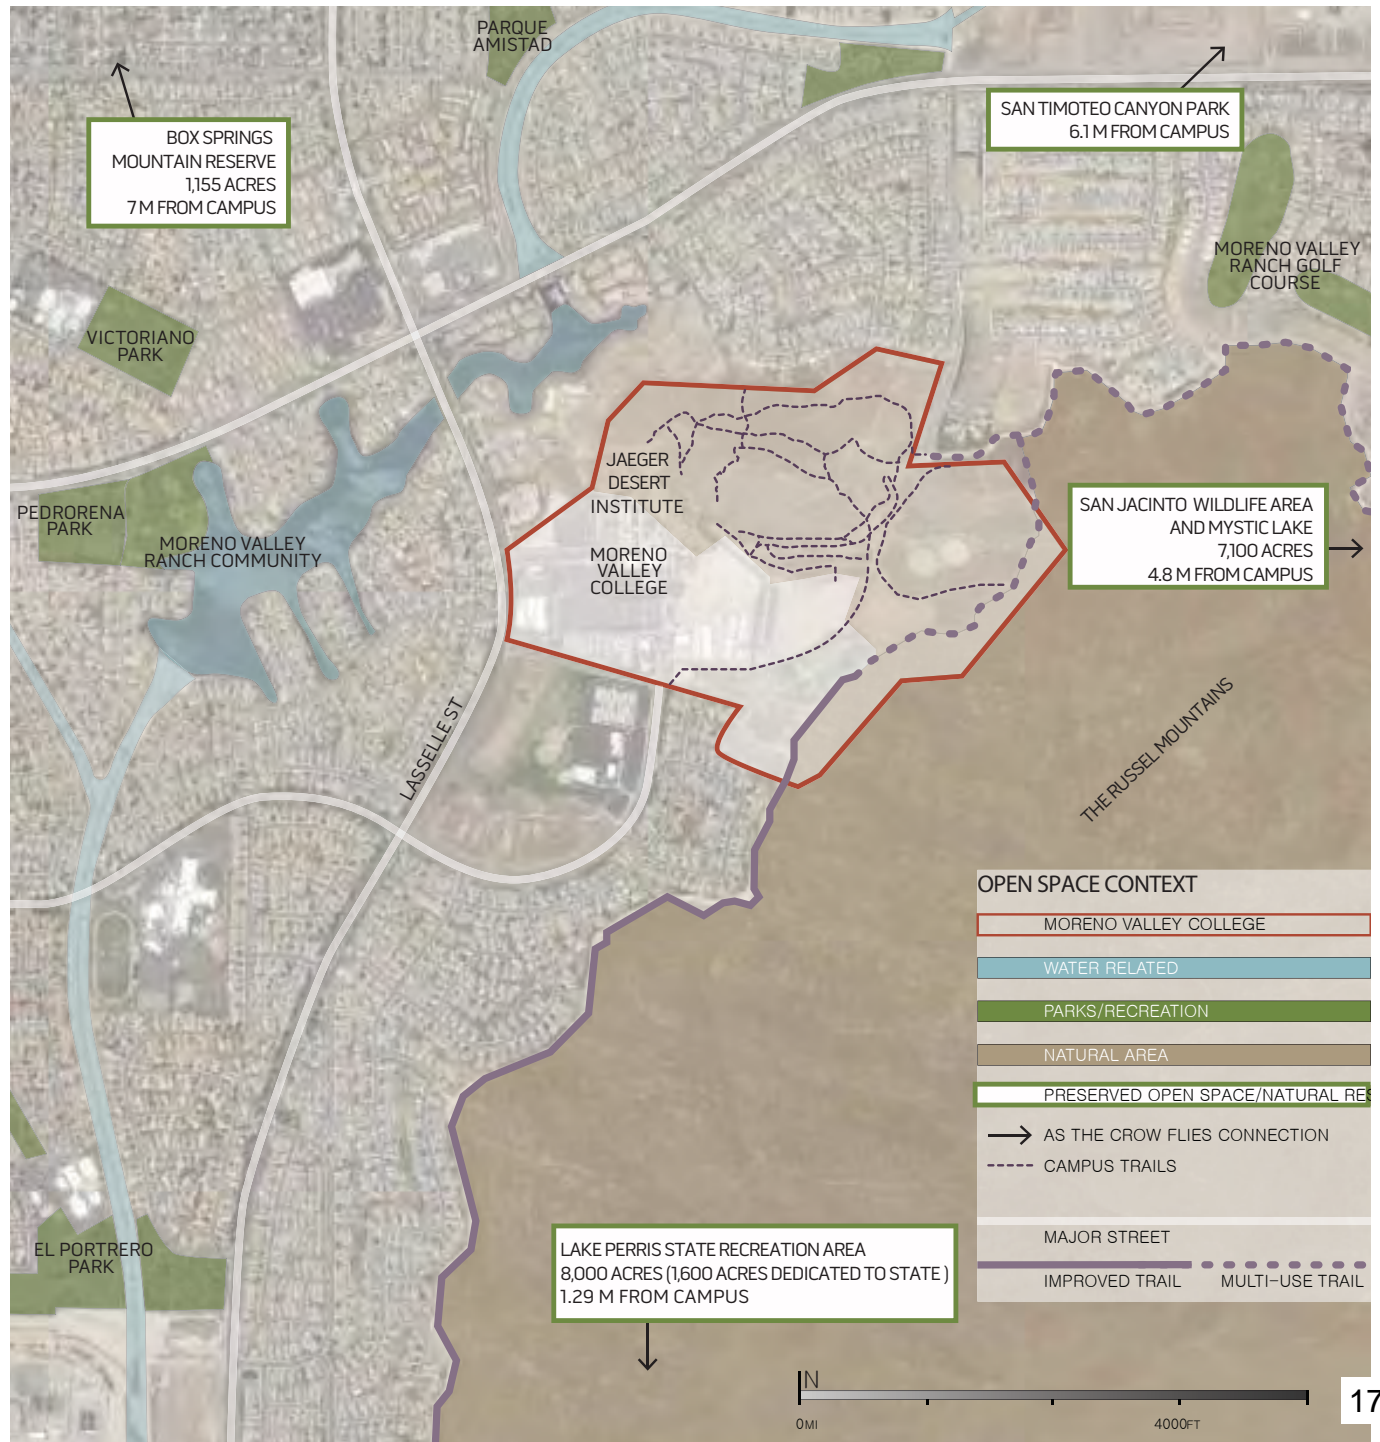 PARQUE
AMISTAD
BOX SPRINGS
MOUNTAIN RESERVE
1,155 ACRES
7 M FROM CAMPUS
SAN TIMOTEO CANYON PARK
6.1 M FROM CAMPUS
MORENO VALLEY
RANCH GOLF
COURSE
VICTORIANO
PARK
JAEGER
DESERT
INSTITUTE
PEDRORENA
PARK
MORENO VALLEY
RANCH COMMUNITY
MORENO
VALLEY
COLLEGE
SAN JACINTO WILDLIFE AREA
AND MYSTIC LAKE
7,100 ACRES
4.8 M FROM CAMPUS
LASSELLE ST
THE RUSSEL MOUNTAINS
OPEN SPACE CONTEXT
MORENO VALLEY COLLEGE
WATER RELATED
PARKS/RECREATION
NATURAL AREA
PRESERVED OPEN SPACE/NATURAL RES
AS THE CROW FLIES CONNECTION
CAMPUS TRAILS
MAJOR STREET
IMPROVED TRAIL MULTI-USE TRAIL
EL PORTRERO
PARK
LAKE PERRIS STATE RECREATION AREA
8,000 ACRES (1,600 ACRES DEDICATED TO STATE )
1.29 M FROM CAMPUS
N
0MI 4000FT
17